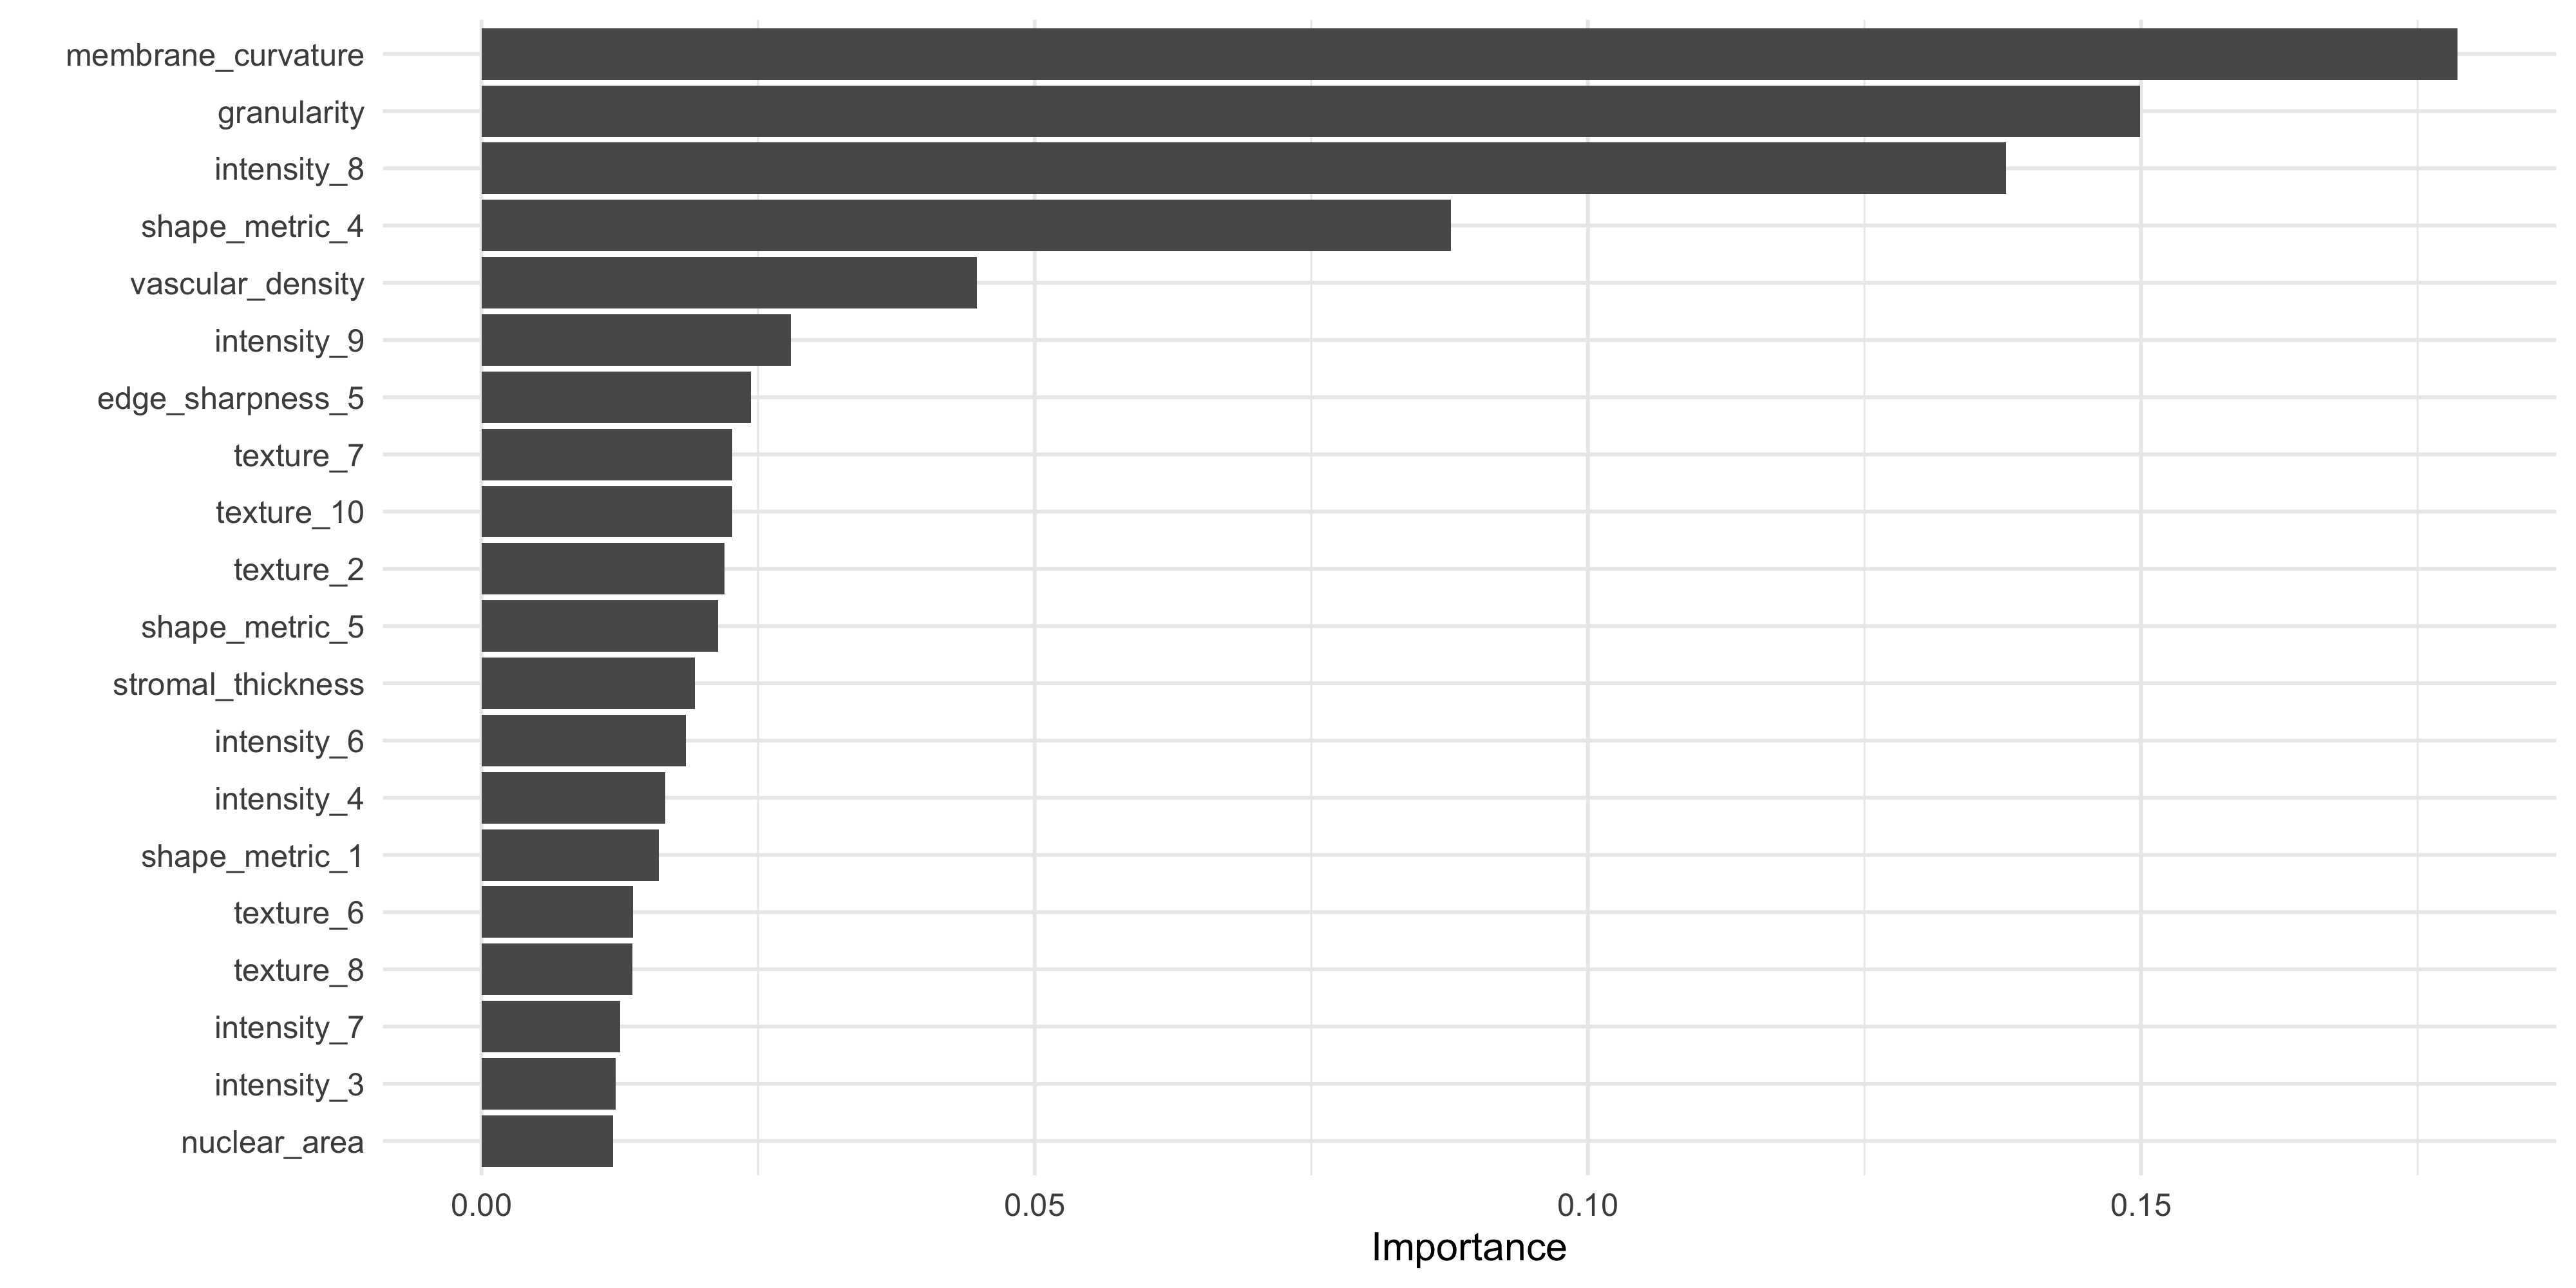 membrane_curvature
granularity
intensity_8
shape_metric_4
vascular_density
intensity_9
edge_sharpness_5
texture_7
texture_10
texture_2
shape_metric_5
stromal_thickness
intensity_6
intensity_4
shape_metric_1
texture_6
texture_8
intensity_7
intensity_3
nuclear_area
0.00 0.05 0.10 0.15
Importance